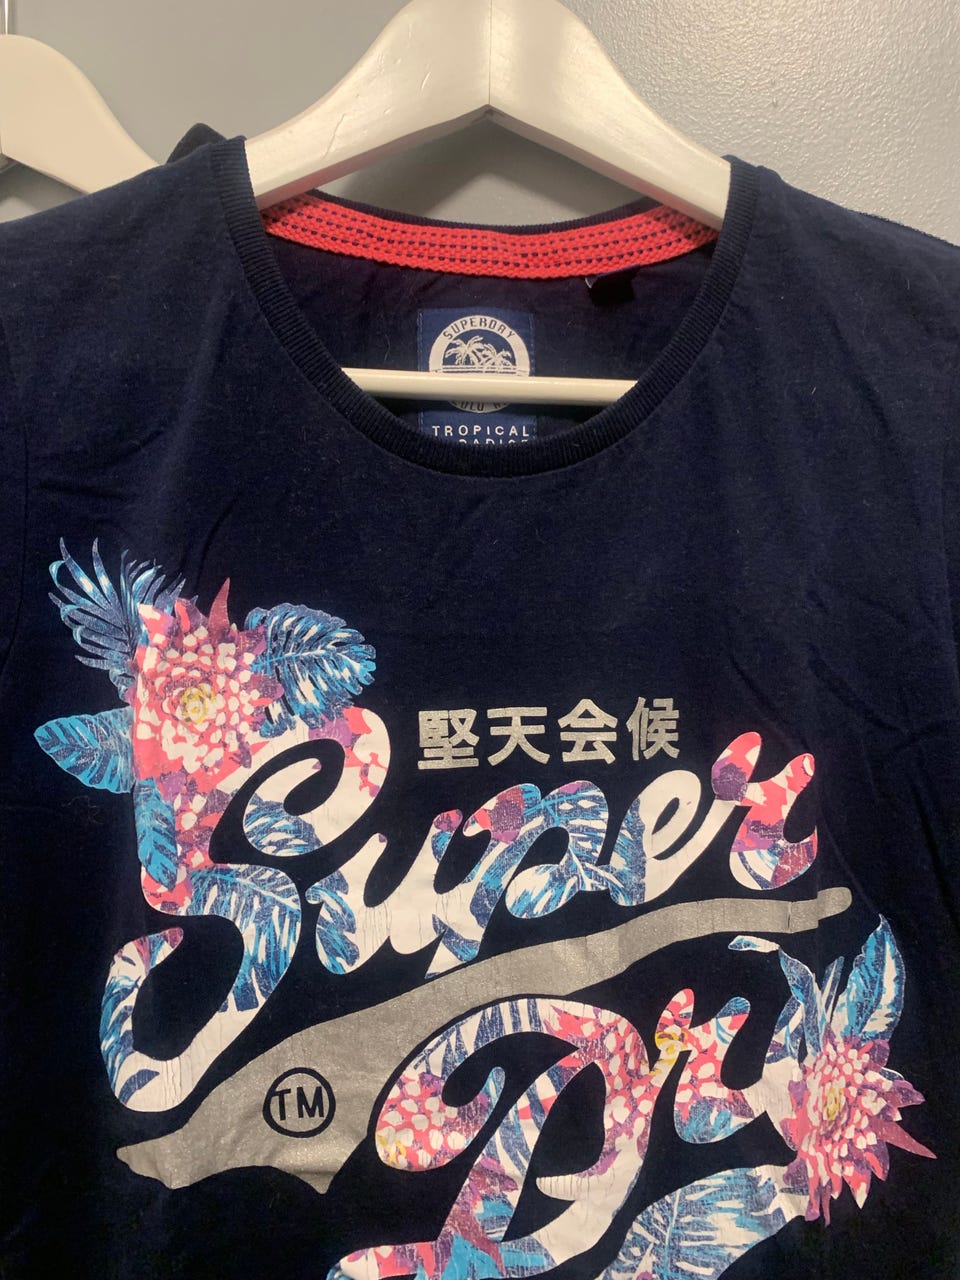 SUPERDRY
TROPICAL
堅天会候
Super
Dry
TM